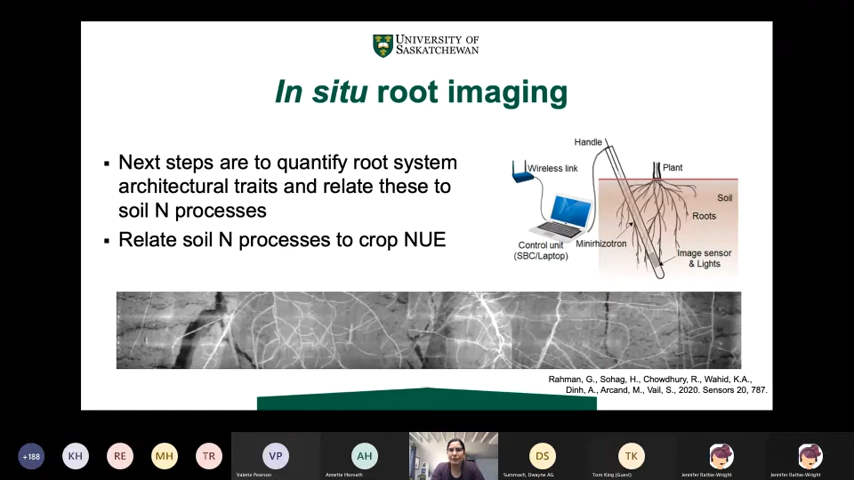 UNIVERSITY OF
SASKATCHEWAN
In situ root imaging
▪ Next steps are to quantify root system
architectural traits and relate these to
soil N processes
▪ Relate soil N processes to crop NUE
Handle
Wireless link
Plant
Soil
Roots
Control unit
(SBC/Laptop)
Minirhizotron
Image sensor
& Lights
Rahman, G., Sohag, H., Chowdhury, R., Wahid, K.A.,
Dinh, A., Arcand, M., Vail, S., 2020. Sensors 20, 787.
+188
KH
RE
MH
TR
VP
Valerie Pearson
AH
Annette Horvath
DS
Summach, Dwayne AG
TK
Tom King (Guest)
Jennifer Raithe-Wright
Jennifer Raithe-Wright